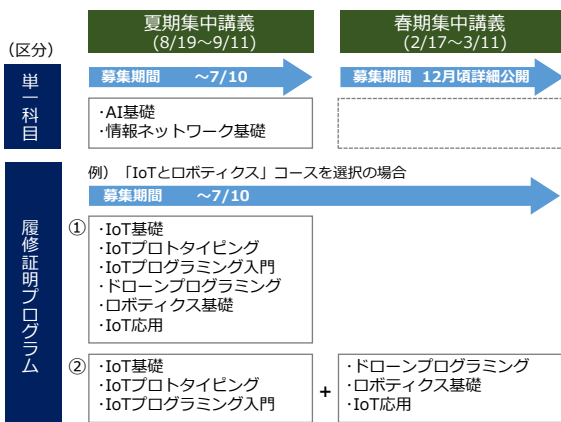 夏期集中講義
(8/19～9/11)
春期集中講義
(2/17～3/11)
(区分)
単一科目
募集期間　～7/10
募集期間 12月頃詳細公開
・AI基礎
・情報ネットワーク基礎
履修証明プログラム
例）「IoTとロボティクス」コースを選択の場合
募集期間　～7/10
① ・IoT基礎
・IoTプロトタイピング
・IoTプログラミング入門
・ドローンプログラミング
・ロボティクス基礎
・IoT応用
② ・IoT基礎
・IoTプロトタイピング
・IoTプログラミング入門
+
・ドローンプログラミング
・ロボティクス基礎
・IoT応用